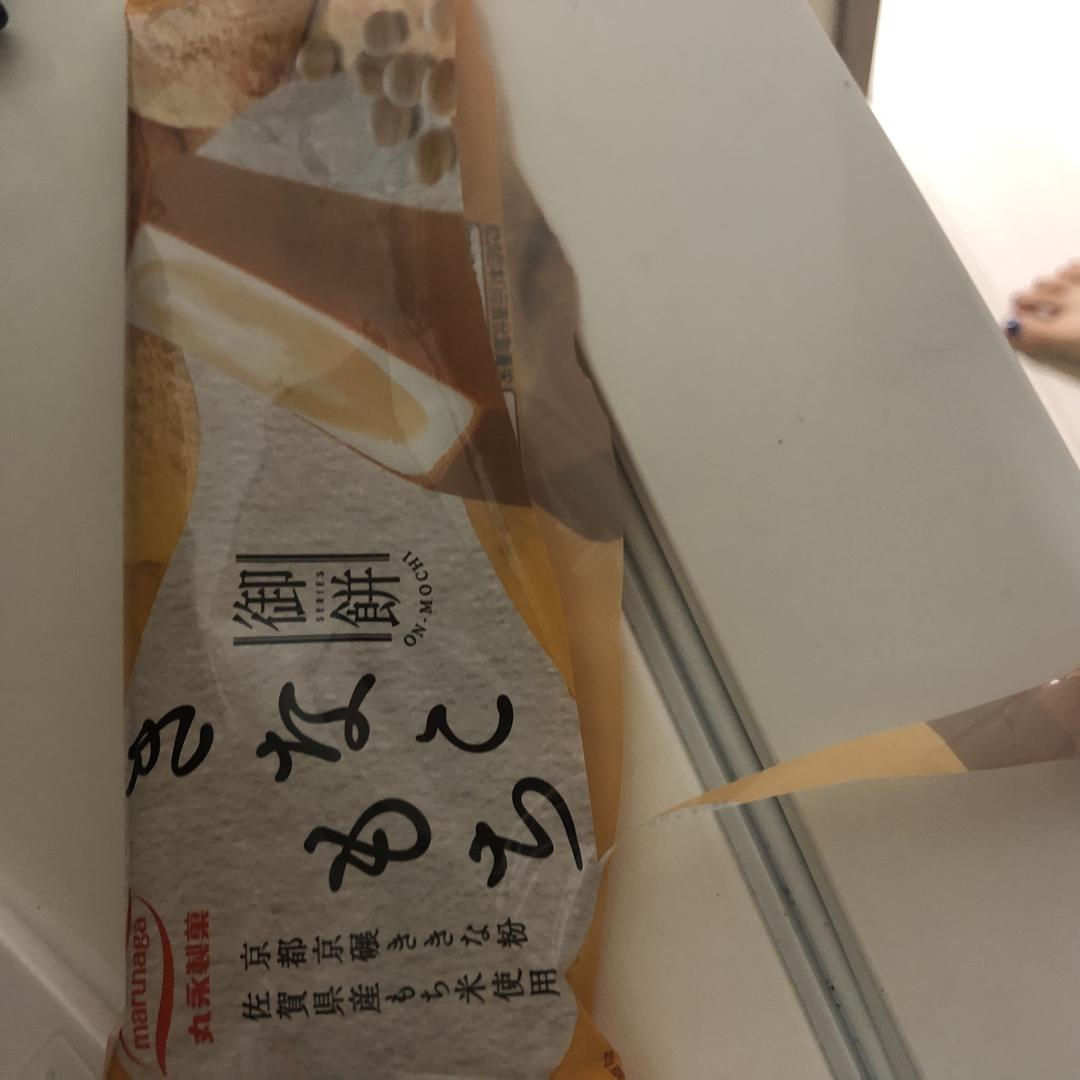 御餅
SERIES
ON-MOCHI
きなこ
もち
京都京碾ききな粉
佐賀県産もち米使用
marunaga
丸永製菓